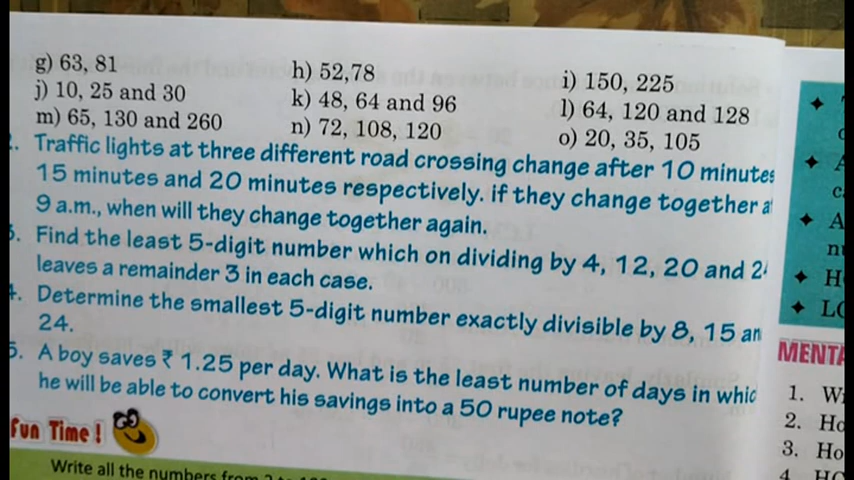 g) 63, 81 h) 52,78 i) 150, 225
j) 10, 25 and 30 k) 48, 64 and 96 l) 64, 120 and 128
m) 65, 130 and 260 n) 72, 108, 120 o) 20, 35, 105
Traffic lights at three different road crossing change after 10 minutes
15 minutes and 20 minutes respectively. if they change together
9 a.m., when will they change together again.
Find the least 5-digit number which on dividing by 4, 12, 20 and
leaves a remainder 3 in each case.
Determine the smallest 5-digit number exactly divisible by 8, 15
24.
5. A boy saves ₹ 1.25 per day. What is the least number of days in
he will be able to convert his savings into a 50 rupee note?
Fun Time!
Write all the numbers from
MENTA
1.
2.
3.
4